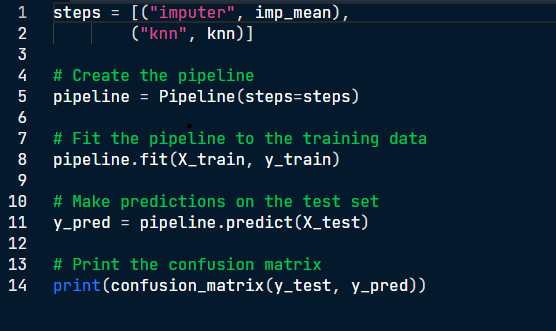 1 steps = [("imputer", imp_mean),
2         ("knn", knn)]
3
4 # Create the pipeline
5 pipeline = Pipeline(steps=steps)
6
7 # Fit the pipeline to the training data
8 pipeline.fit(X_train, y_train)
9
10 # Make predictions on the test set
11 y_pred = pipeline.predict(X_test)
12
13 # Print the confusion matrix
14 print(confusion_matrix(y_test, y_pred))